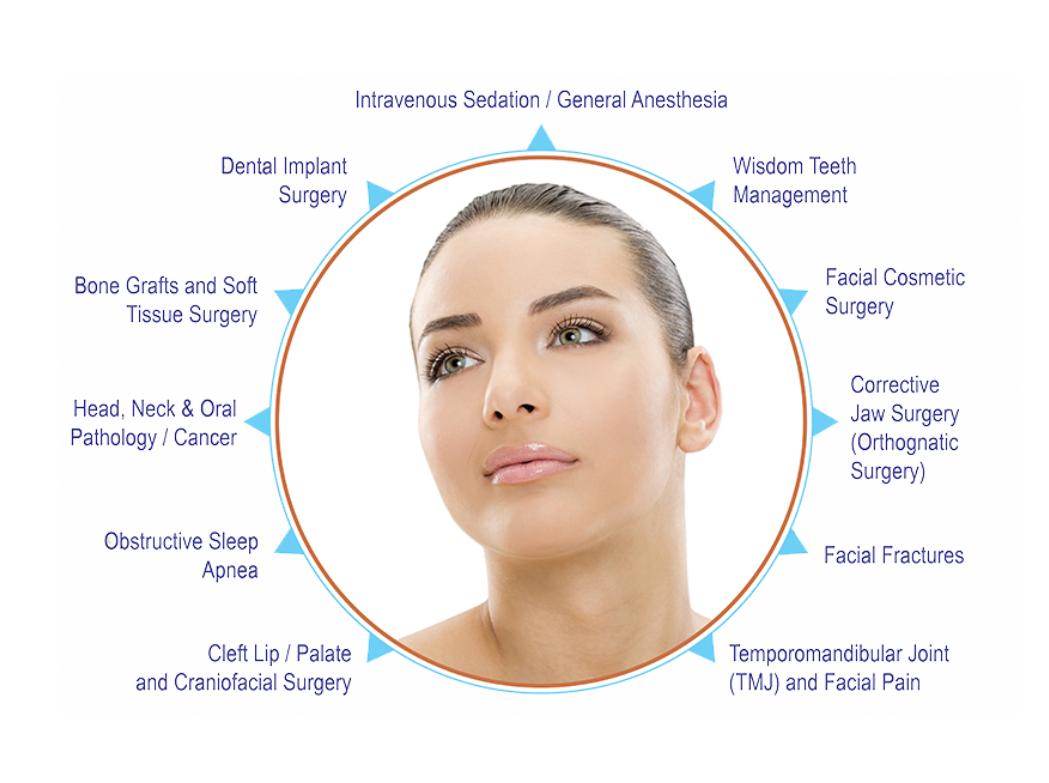 Intravenous Sedation / General Anesthesia
Dental Implant
Surgery
Wisdom Teeth
Management
Bone Grafts and Soft
Tissue Surgery
Facial Cosmetic
Surgery
Head, Neck & Oral
Pathology / Cancer
Corrective
Jaw Surgery
(Orthognatic
Surgery)
Obstructive Sleep
Apnea
Facial Fractures
Cleft Lip / Palate
and Craniofacial Surgery
Temporomandibular Joint
(TMJ) and Facial Pain